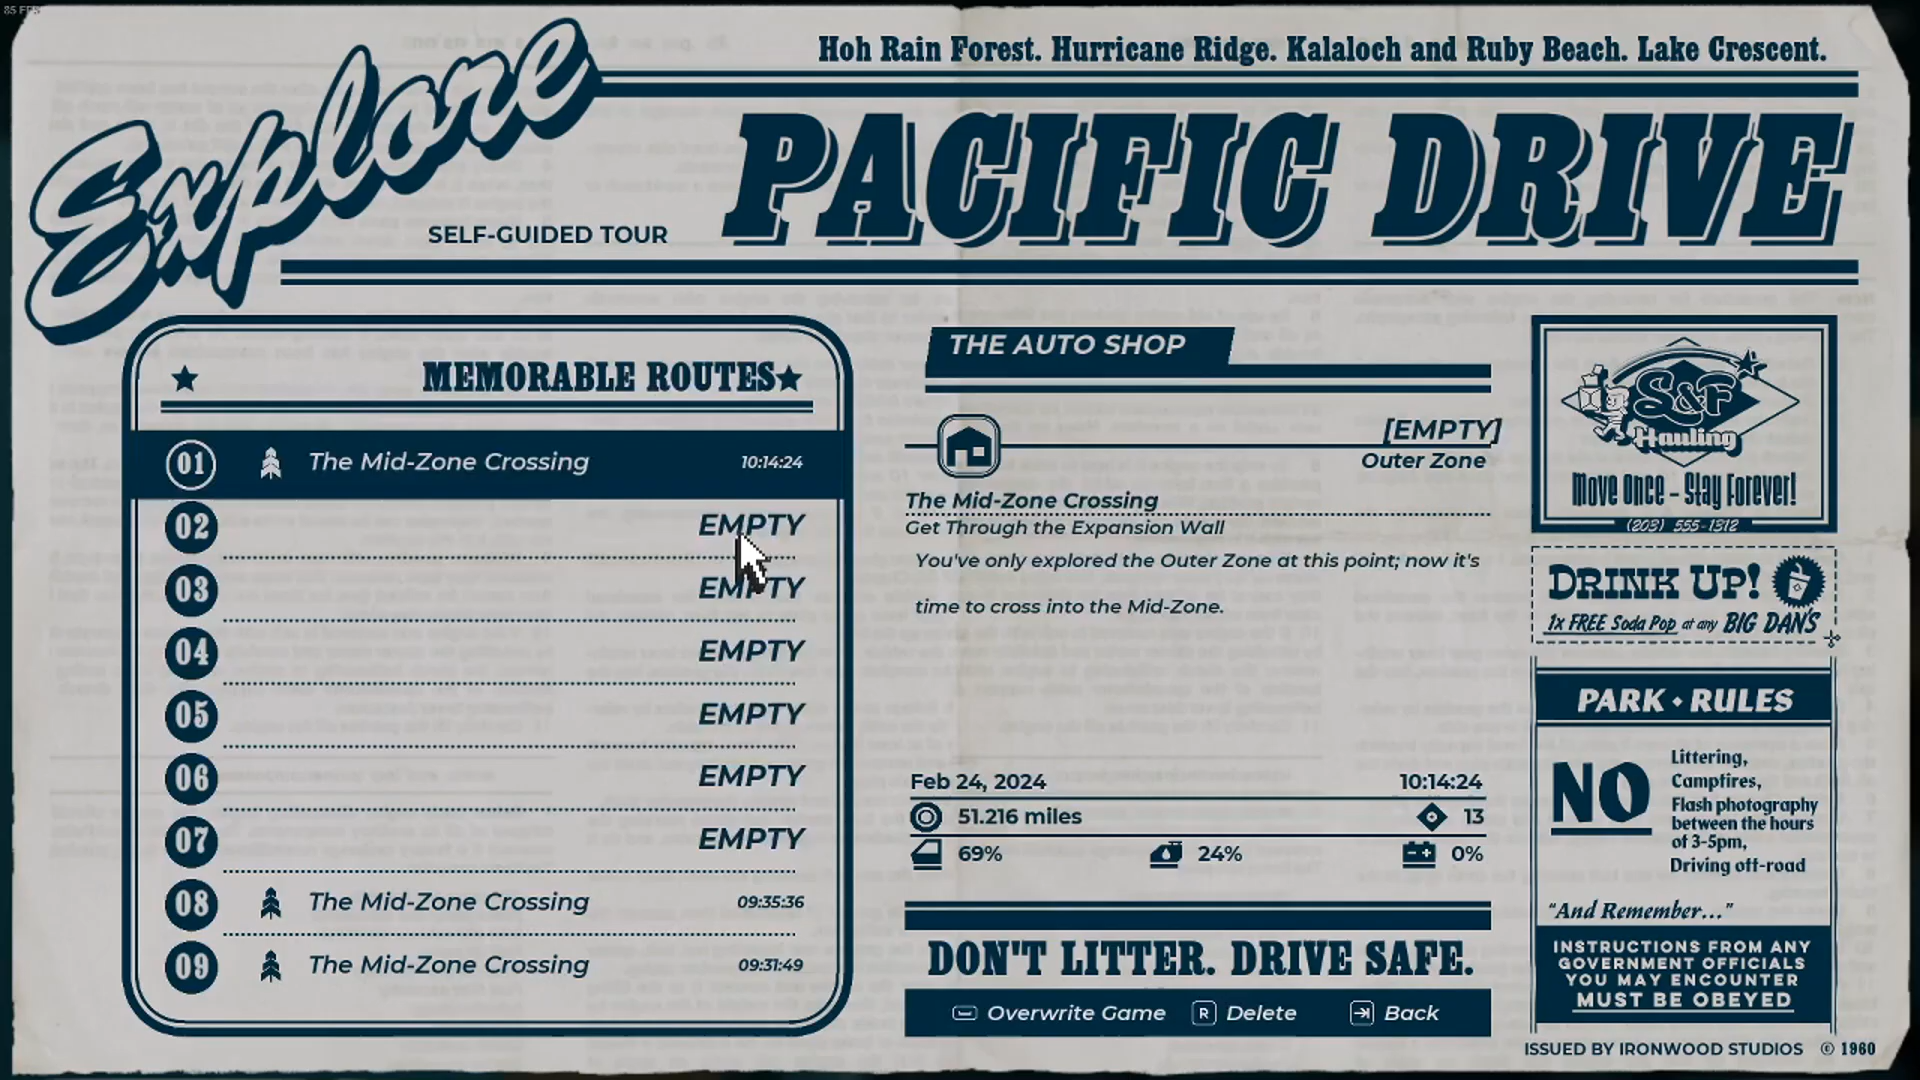 85 FPS
Hoh Rain Forest. Hurricane Ridge. Kalaloch and Ruby Beach. Lake Crescent.
Explore
PACIFIC DRIVE
SELF-GUIDED TOUR
MEMORABLE ROUTES
01 The Mid-Zone Crossing 10:14:24
02 EMPTY
03 EMPTY
04 EMPTY
05 EMPTY
06 EMPTY
07 EMPTY
08 The Mid-Zone Crossing 09:35:36
09 The Mid-Zone Crossing 09:31:49
THE AUTO SHOP
[EMPTY]
Outer Zone
The Mid-Zone Crossing
Get Through the Expansion Wall
You've only explored the Outer Zone at this point; now it's
time to cross into the Mid-Zone.
Feb 24, 2024 10:14:24
51.216 miles 13
69% 24% 0%
DON'T LITTER. DRIVE SAFE.
Overwrite Game R Delete Back
S&F
Hauling
Move Once - Stay Forever!
(203) 555-1312
DRINK UP!
1x FREE Soda Pop at any BIG DAN'S
PARK • RULES
NO
Littering,
Campfires,
Flash photography
between the hours
of 3-5pm,
Driving off-road
"And Remember..."
INSTRUCTIONS FROM ANY
GOVERNMENT OFFICIALS
YOU MAY ENCOUNTER
MUST BE OBEYED
ISSUED BY IRONWOOD STUDIOS © 1960